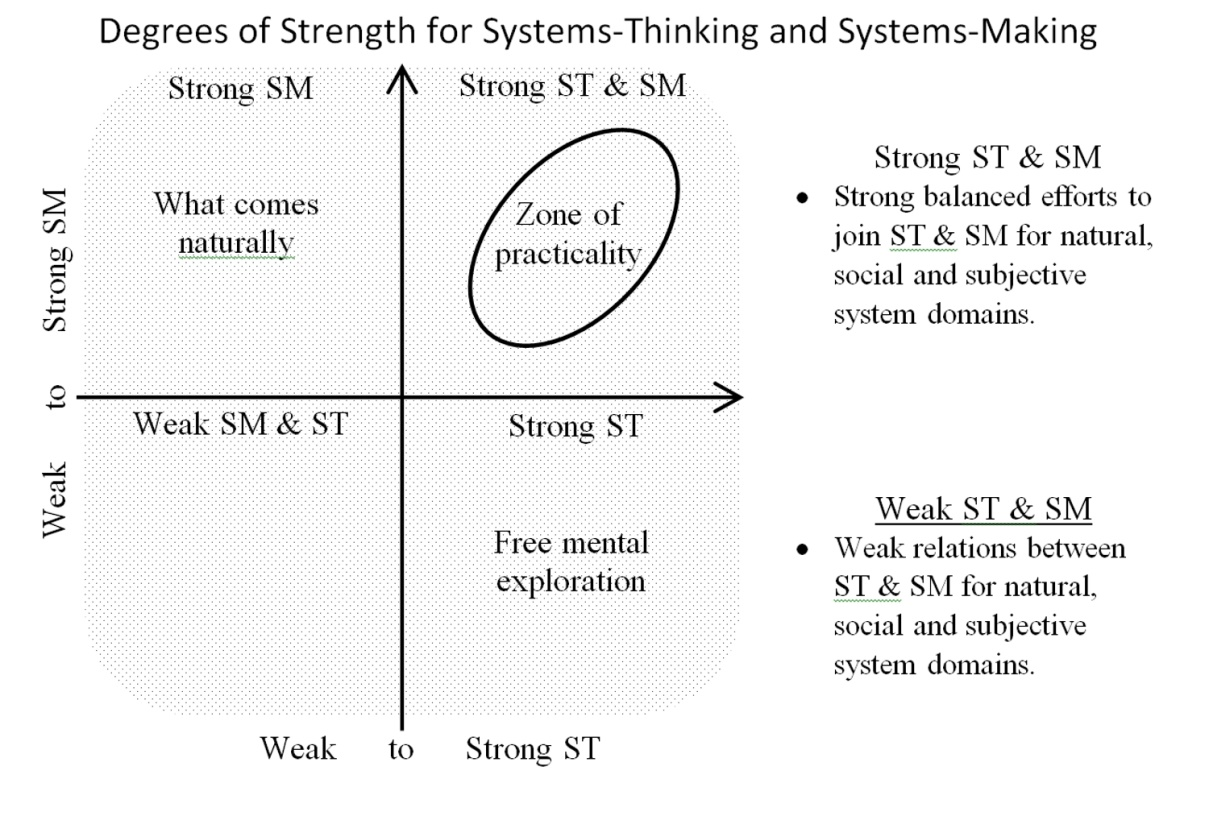 Degrees of Strength for Systems-Thinking and Systems-Making
Strong SM
Strong ST & SM
What comes
naturally
Zone of
practicality
Weak SM & ST
Strong ST
Free mental
exploration
Weak to Strong SM
Weak to Strong ST
Strong ST & SM
• Strong balanced efforts to
join ST & SM for natural,
social and subjective
system domains.
Weak ST & SM
• Weak relations between
ST & SM for natural,
social and subjective
system domains.